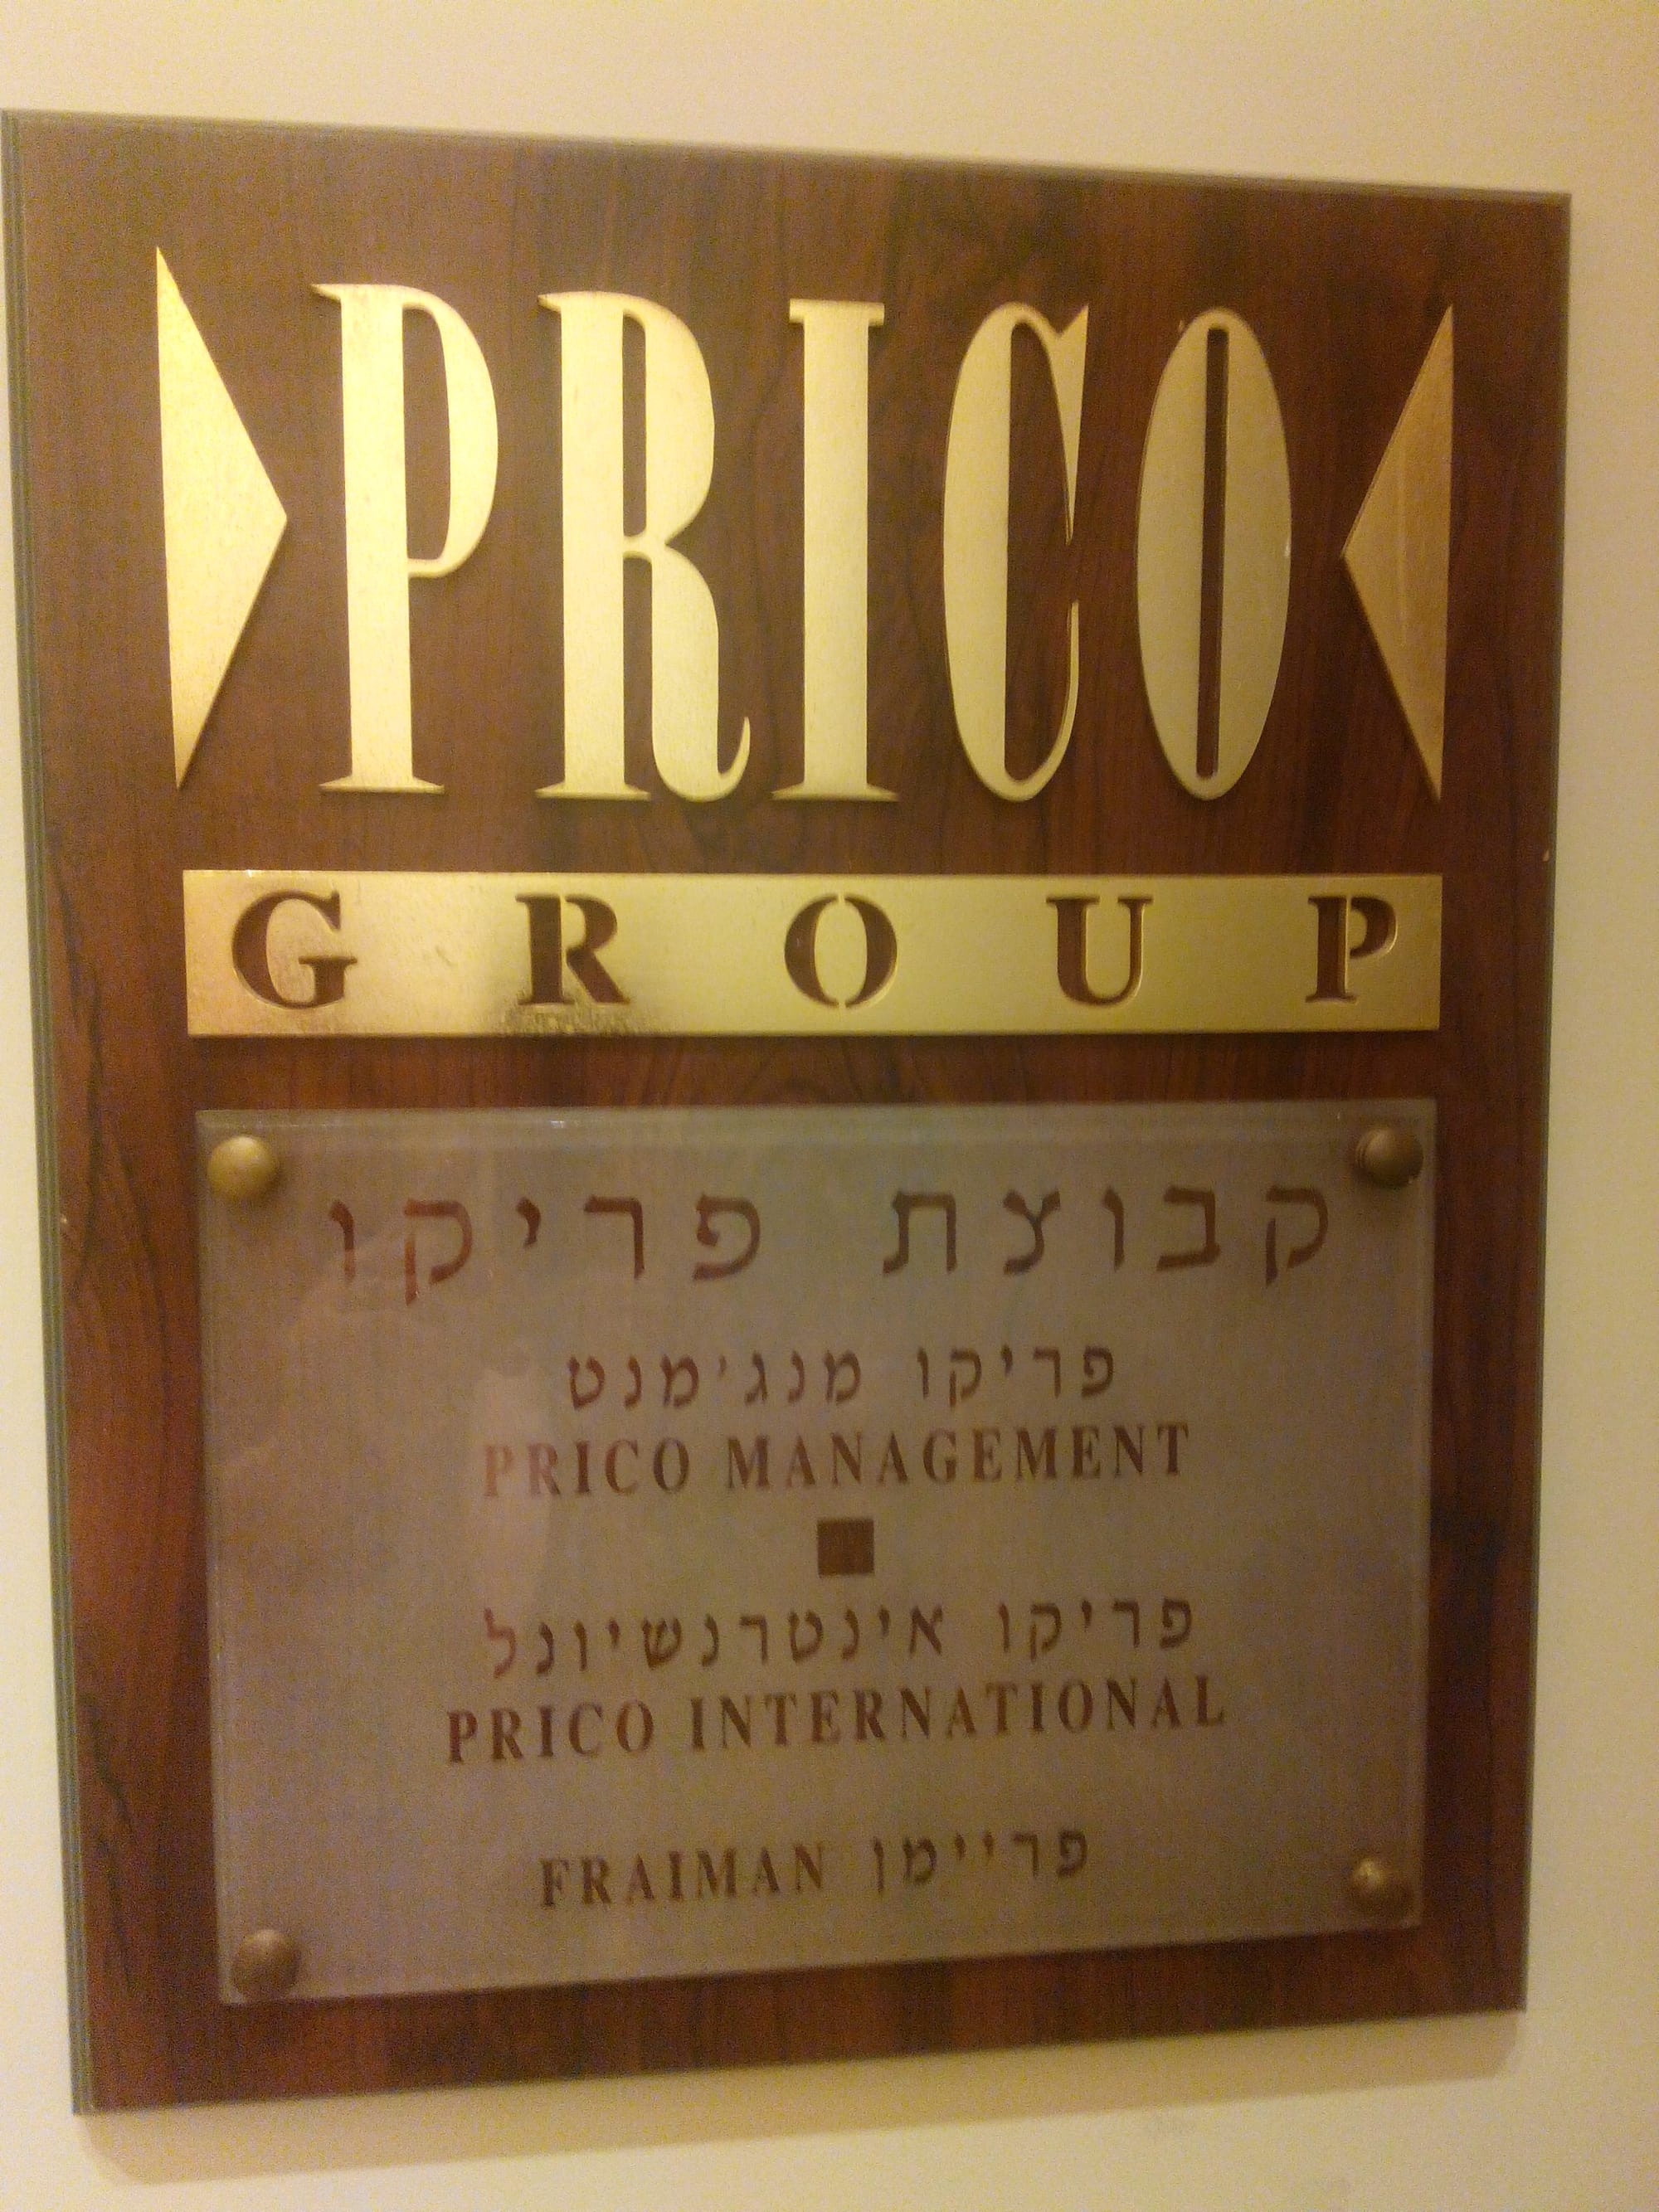 PRICO
GROUP
קבוצת פריקו
פריקו מנג'מנט
PRICO MANAGEMENT
פריקו אינטרנשיונל
PRICO INTERNATIONAL
FRAIMAN פריימן